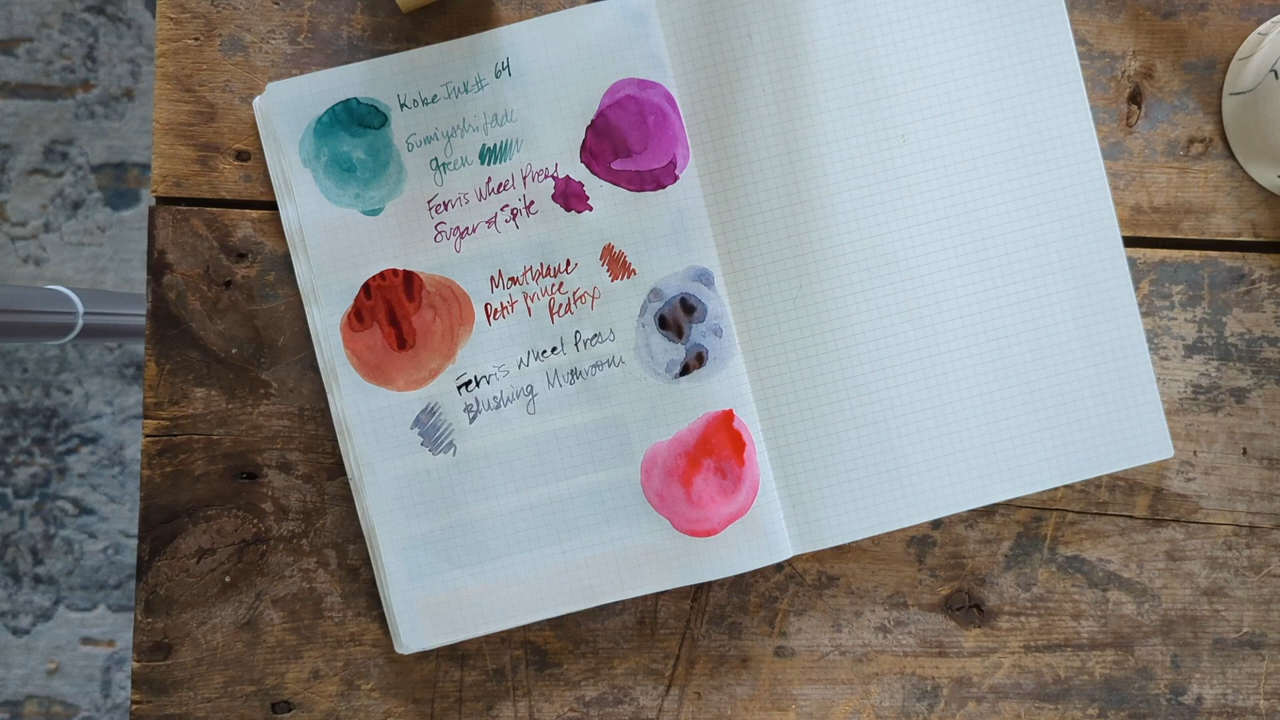 Kobe Ink# 64
Sumiyoshi Jade
green
Ferris Wheel Press
Sugar & Spite
Montblanc
Petit Prince
Red Fox
Ferris Wheel Press
Blushing Mushroom